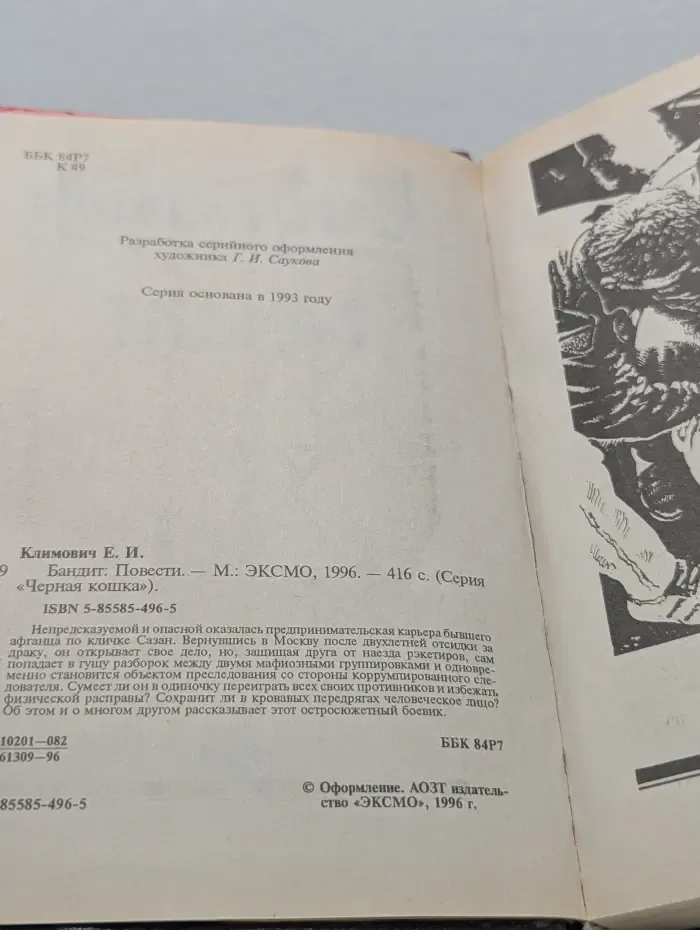 ББК 84Р7
К 49
Разработка серийного оформления
художника Г. И. Саукова
Серия основана в 1993 году
Климович Е. И.
9 Бандит: Повести. — М.: ЭКСМО, 1996. — 416 с. (Серия
«Черная кошка»).
ISBN 5-85585-496-5
Непредсказуемой и опасной оказалась предпринимательская карьера бывшего
афганца по кличке Сазан. Вернувшись в Москву после двухлетней отсидки за
драку, он открывает свое дело, но, защищая друга от наезда рэкетиров, сам
попадает в гущу разборок между двумя мафиозными группировками и одновре-
менно становится объектом преследования со стороны коррумпированного сле-
дователя. Сумеет ли он в одиночку переиграть всех своих противников и избежать
физической расправы? Сохранит ли в кровавых передрягах человеческое лицо?
Об этом и о многом другом рассказывает этот остросюжетный боевик.
10201—082
61309—96
ББК 84Р7
85585-496-5
© Оформление. АОЗТ издатель-
ство «ЭКСМО», 1996 г.